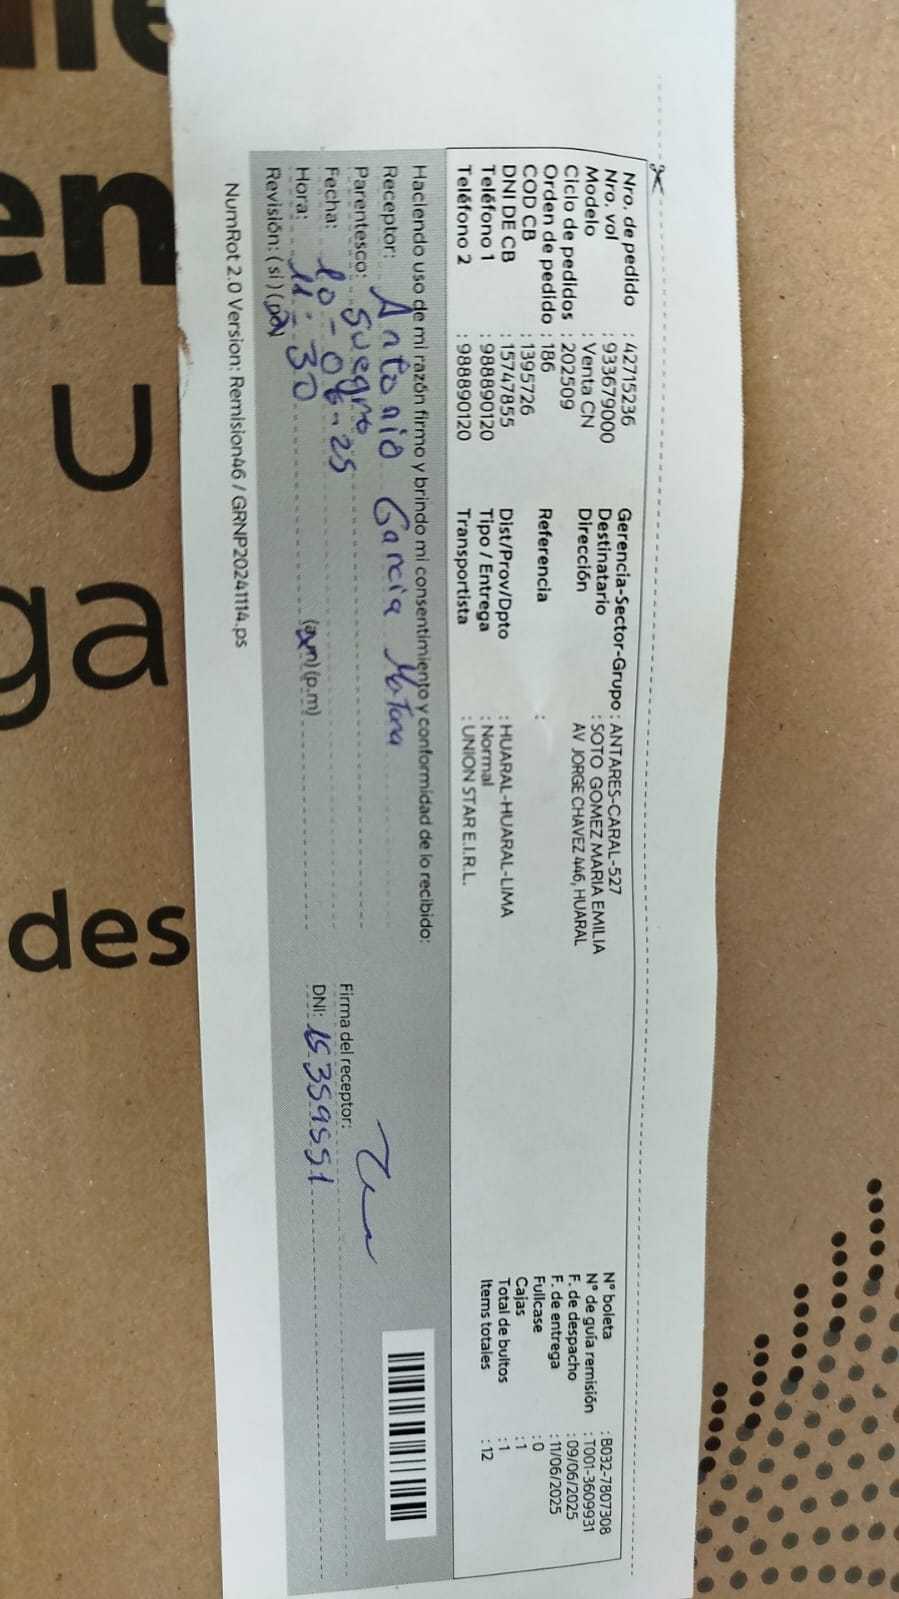 Nro. de pedido : 42715236
Nro. vol : 933679000
Modelo : Venta CN
Ciclo de pedidos : 202509
Orden de pedido : 186
COD CB : 1395726
DNI DE CB : 15747855
Teléfono 1 : 988890120
Teléfono 2 : 988890120
Gerencia-Sector-Grupo : ANTARES-CARAL-527
Destinatario : SOTO GOMEZ MARIA EMILIA
Dirección : AV JORGE CHAVEZ 446, HUARAL
Referencia :
Dist/Prov/Dpto : HUARAL-HUARAL-LIMA
Tipo / Entrega : Normal
Transportista : UNION STAR E.I.R.L.
N° boleta : B032-7807308
N° de guía remisión : T001-3609931
F. de despacho : 09/06/2025
F. de entrega : 11/06/2025
Fullcase : 0
Cajas : 1
Total de bultos : 1
Items totales : 12
Haciendo uso de mi razón firmo y brindo mi consentimiento y conformidad de lo recibido:
Receptor: Antonio Garcia
Parentesco: Suegro
Fecha: 10-06-25
Hora: 11:30 (a.m) (p.m)
Revisión: (si) (no)
Firma del receptor:
DNI: 15359551
NumRot 2.0 Version: Remision46 / GRNP20241114.ps
en
u
ga
des